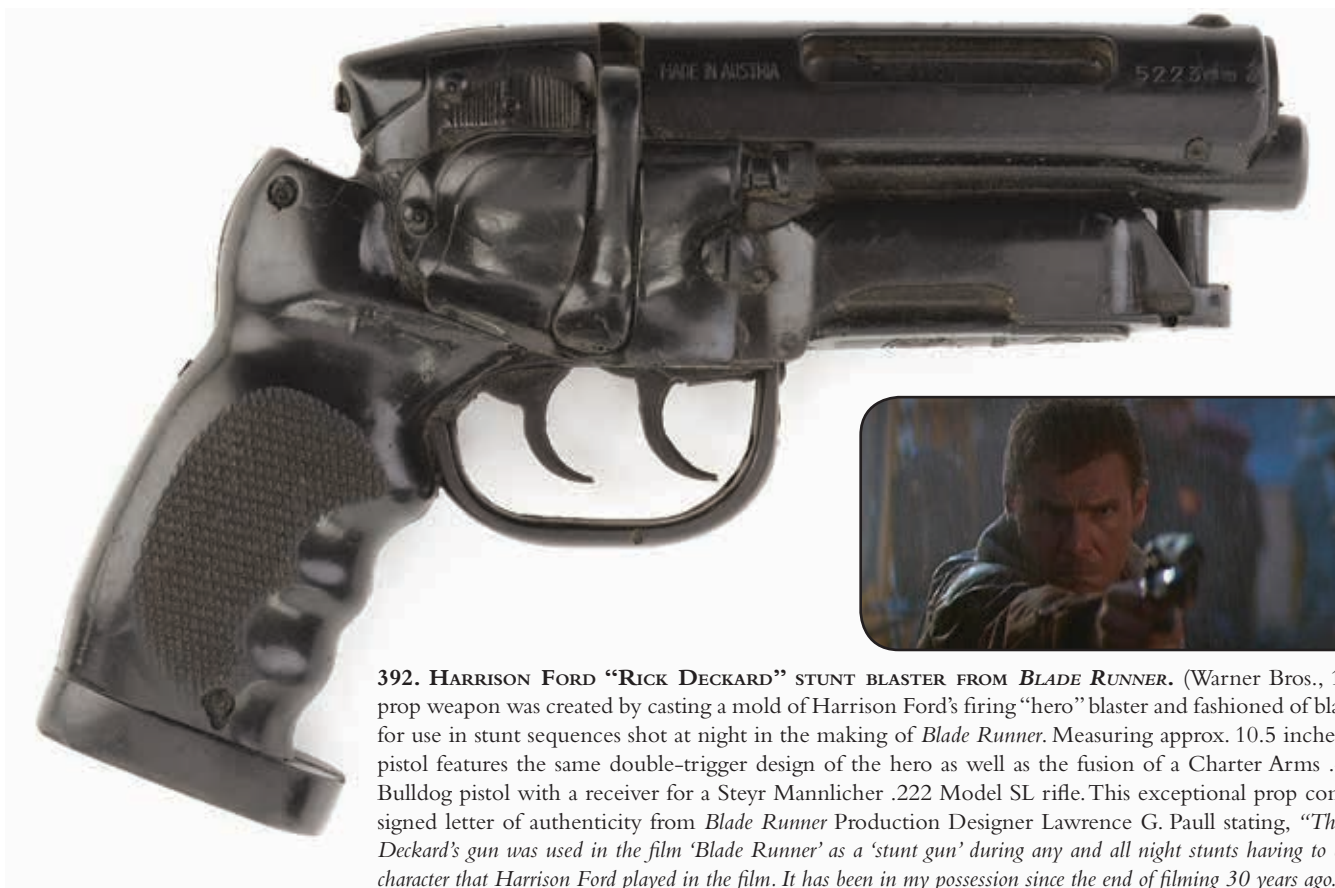 MADE IN AUSTRIA
5223
392. HARRISON FORD “RICK DECKARD” STUNT BLASTER FROM BLADE RUNNER. (Warner Bros.,
prop weapon was created by casting a mold of Harrison Ford’s firing “hero” blaster and fashioned of
for use in stunt sequences shot at night in the making of Blade Runner. Measuring approx. 10.5
pistol features the same double-trigger design of the hero as well as the fusion of a Charter Arms .
Bulldog pistol with a receiver for a Steyr Mannlicher .222 Model SL rifle. This exceptional prop
signed letter of authenticity from Blade Runner Production Designer Lawrence G. Paull stating,
Deckard’s gun was used in the film ‘Blade Runner’ as a ‘stunt gun’ during any and all night stunts having to
character that Harrison Ford played in the film. It has been in my possession since the end of filming 30 years ago,